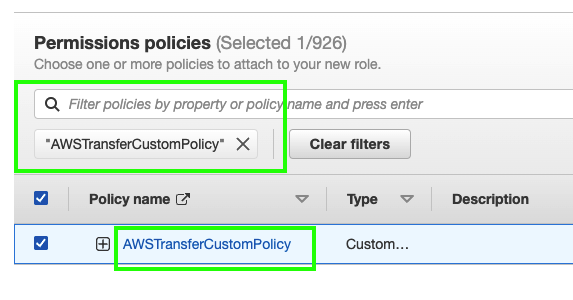 Permissions policies (Selected 1/926)
Choose one or more policies to attach to your new role.
Filter policies by property or policy name and press enter
"AWSTransferCustomPolicy"
Clear filters
Policy name Type Description
AWSTransferCustomPolicy Custom...